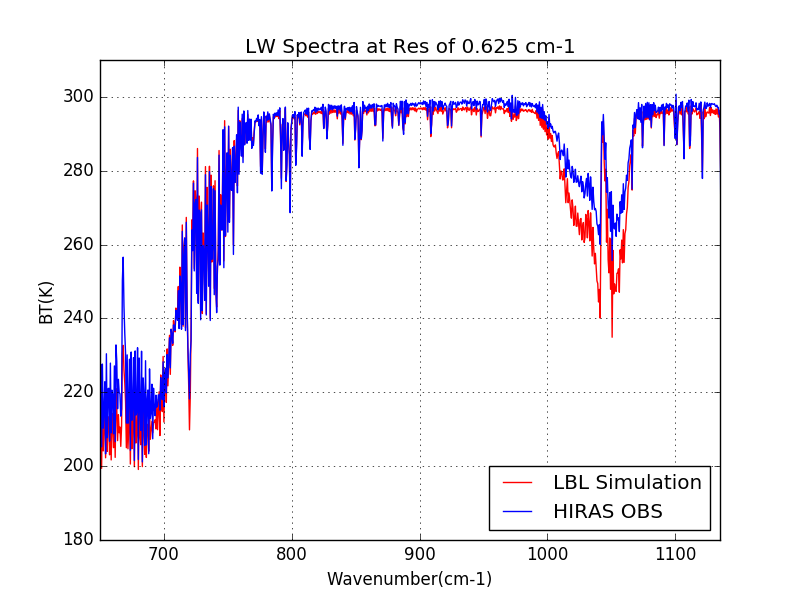 LW Spectra at Res of 0.625 cm-1
300
280
260
240
220
200
180
BT(K)
700 800 900 1000 1100
Wavenumber(cm-1)
LBL Simulation
HIRAS OBS